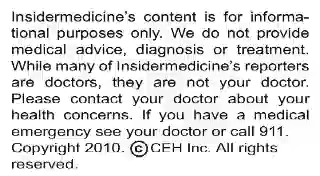 Insidermedicine's content is for informa-
tional purposes only. We do not provide
medical advice, diagnosis or treatment.
While many of Insidermedicine's reporters
are doctors, they are not your doctor.
Please contact your doctor about your
health concerns. If you have a medical
emergency see your doctor or call 911.
Copyright 2010. © CEH Inc. All rights
reserved.